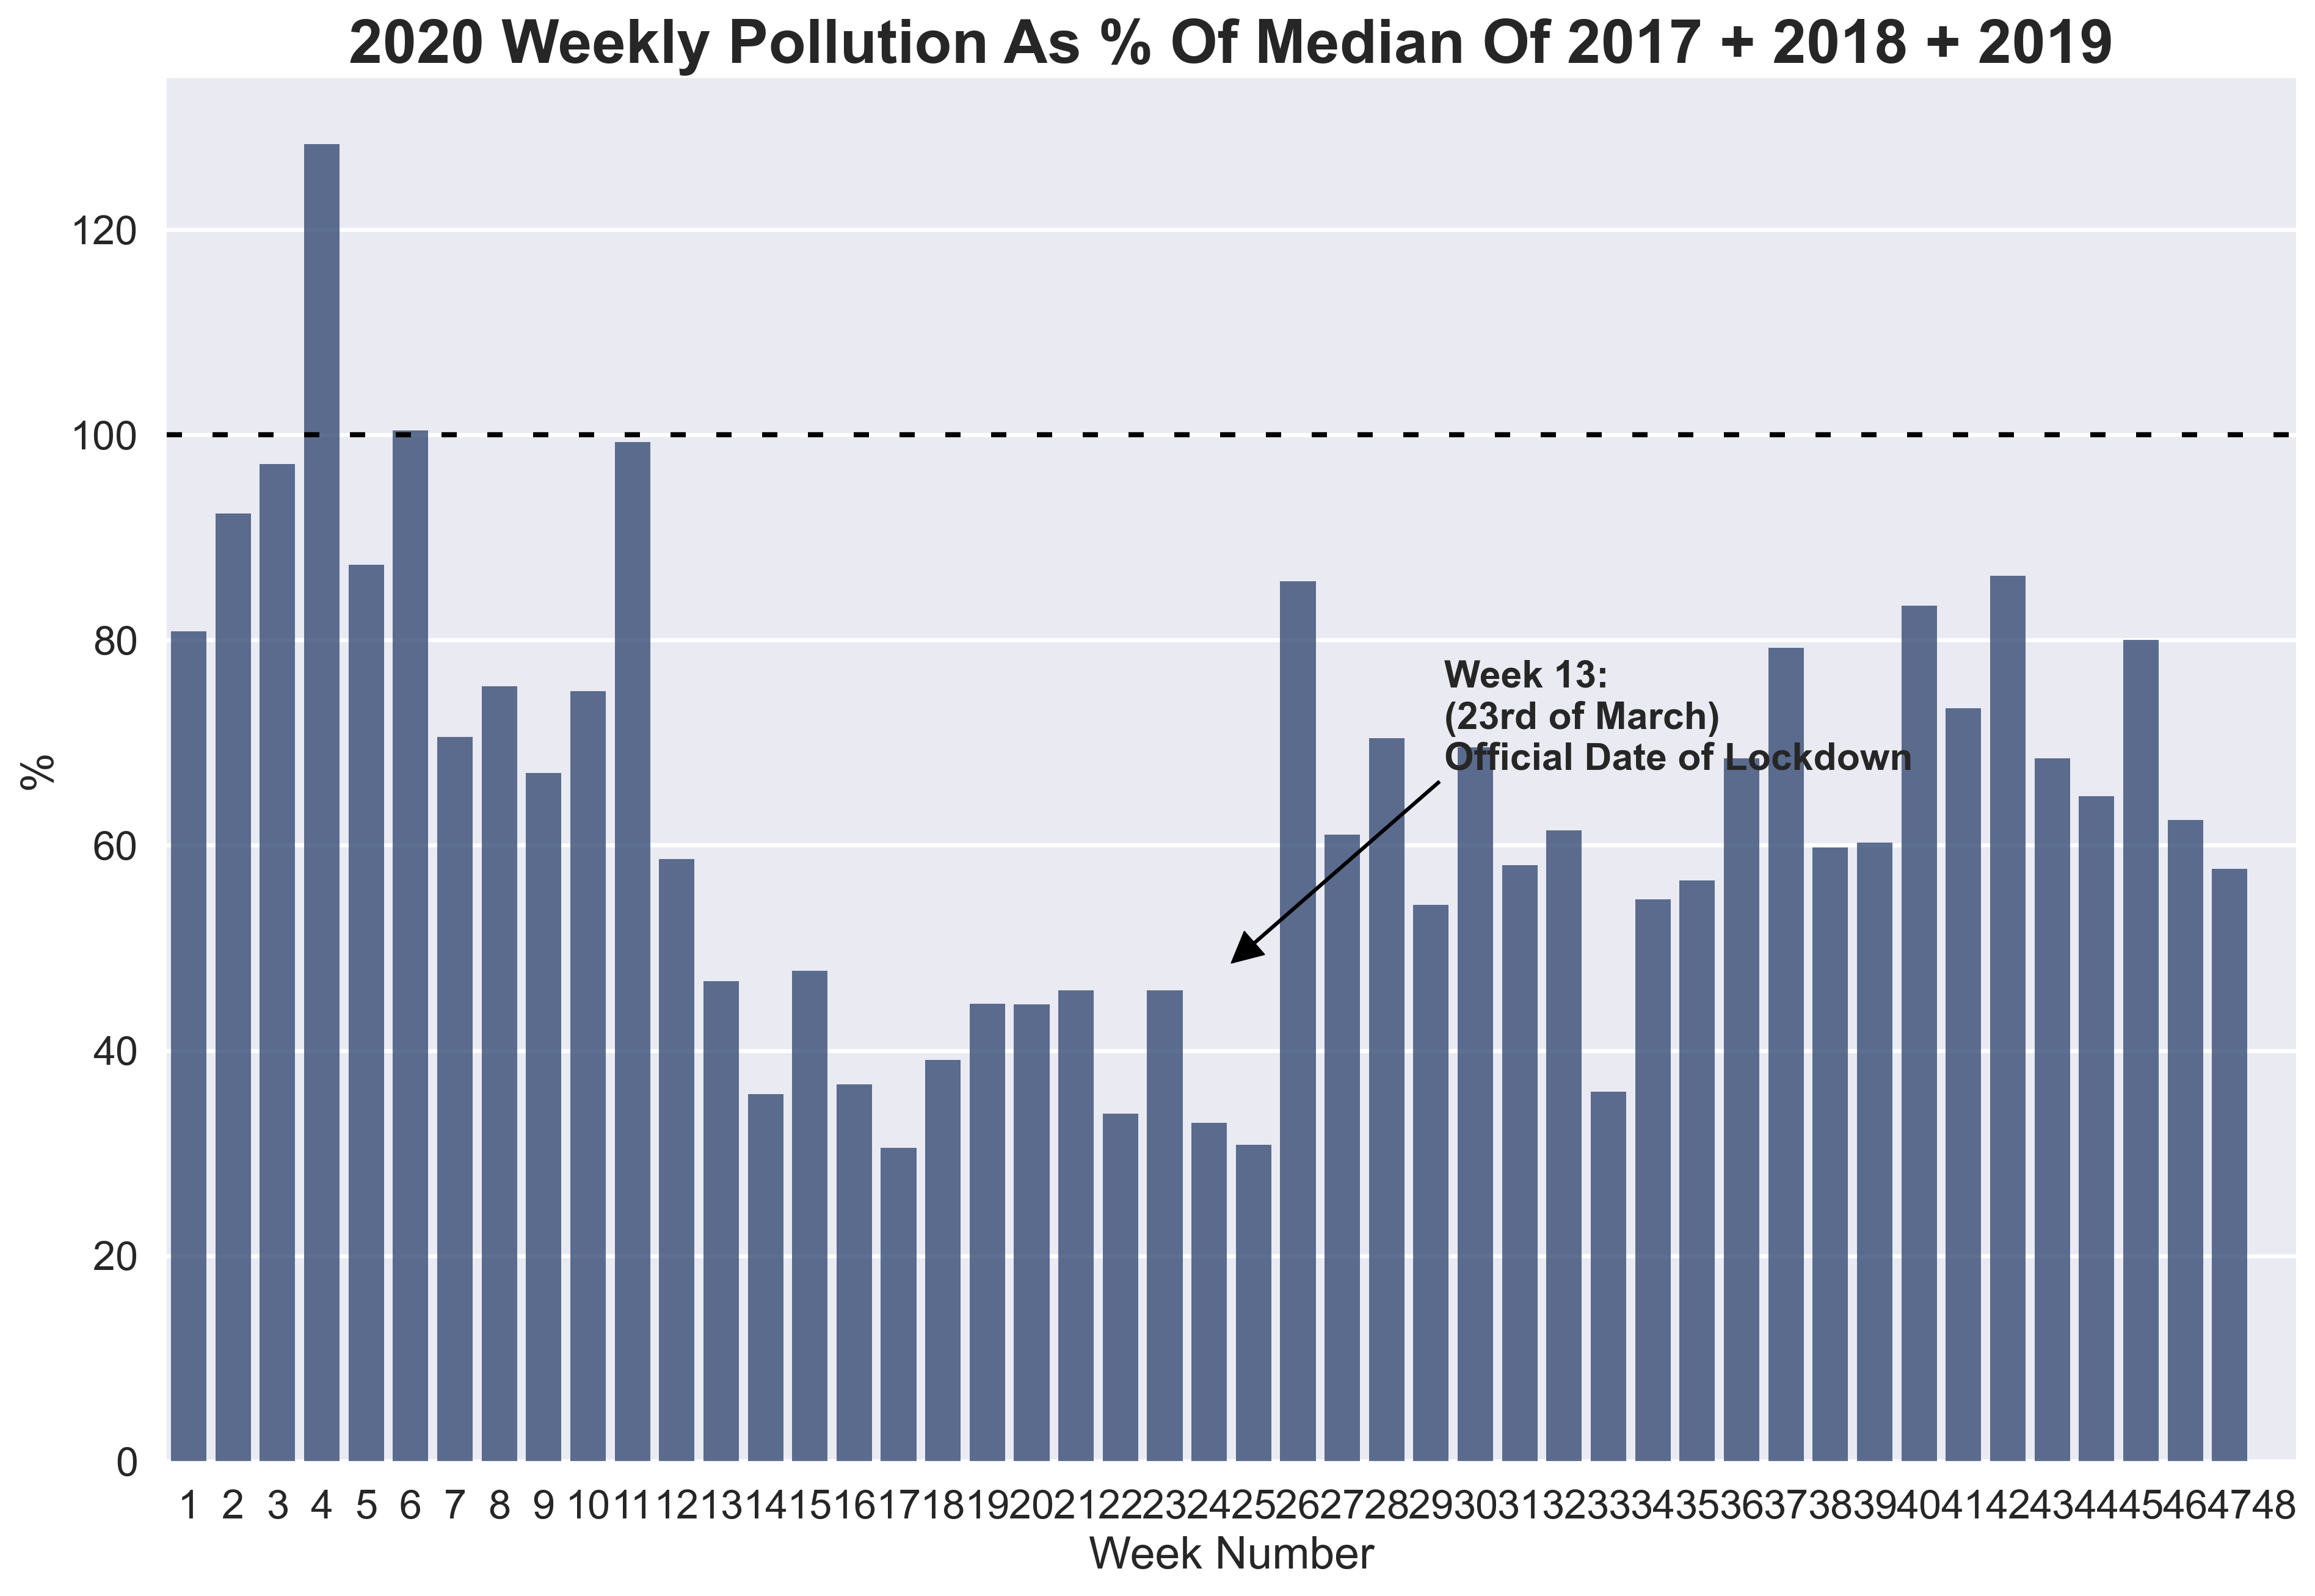 2020 Weekly Pollution As % Of Median Of 2017 + 2018 + 2019
120
100
80
60
40
20
0
%
Week 13:
(23rd of March)
Official Date of Lockdown
1 2 3 4 5 6 7 8 9 10 11 12 13 14 15 16 17 18 19 20 21 22 23 24 25 26 27 28 29 30 31 32 33 34 35 36 37 38 39 40 41 42 43 44 45 46 47 48
Week Number